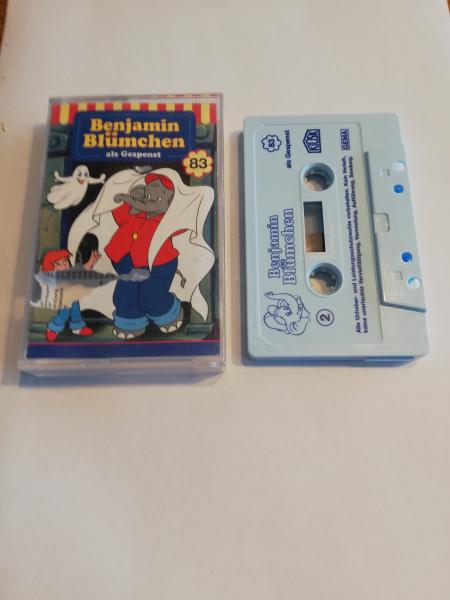 Benjamin
Blümchen
als Gespenst
83
83
als Gespenst
KIOSK
GEMA
Benjamin
Blümchen
2
Alle Urheber- und Leistungsschutzrechte vorbehalten. Kein Verleih,
keine unerlaubte Vervielfältigung, Vermietung, Aufführung, Sendung.